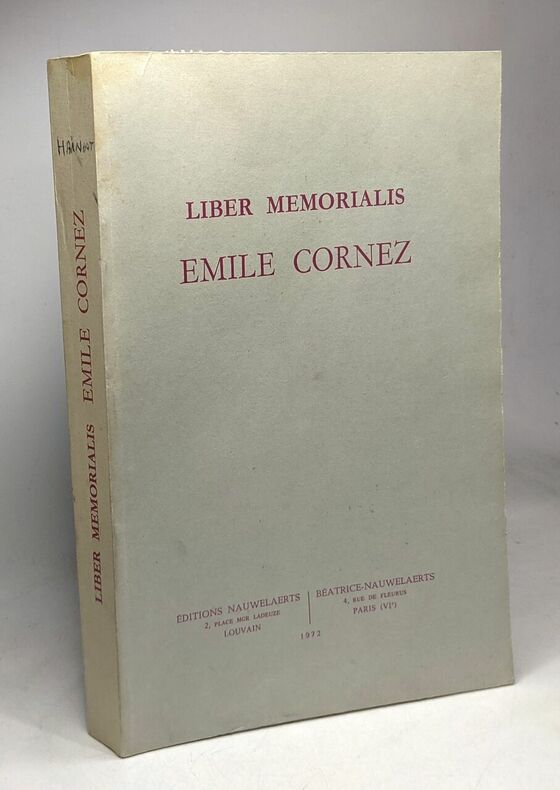 LIBER MEMORIALIS
EMILE CORNEZ
ÉDITIONS NAUWELAERTS
2, PLACE MGR LADEUZE
LOUVAIN
BÉATRICE-NAUWELAERTS
4, RUE DE FLEURUS
PARIS (VIe)
1972
LIBER MEMORIALIS EMILE CORNEZ